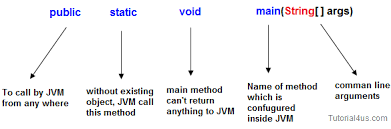 public static void main(String[] args)
To call by JVM
from any where
without existing
object, JVM call
this method
main method
can't return
anything to JVM
Name of method
which is
confugured
inside JVM
comman line
arguments
Tutorial4us.com